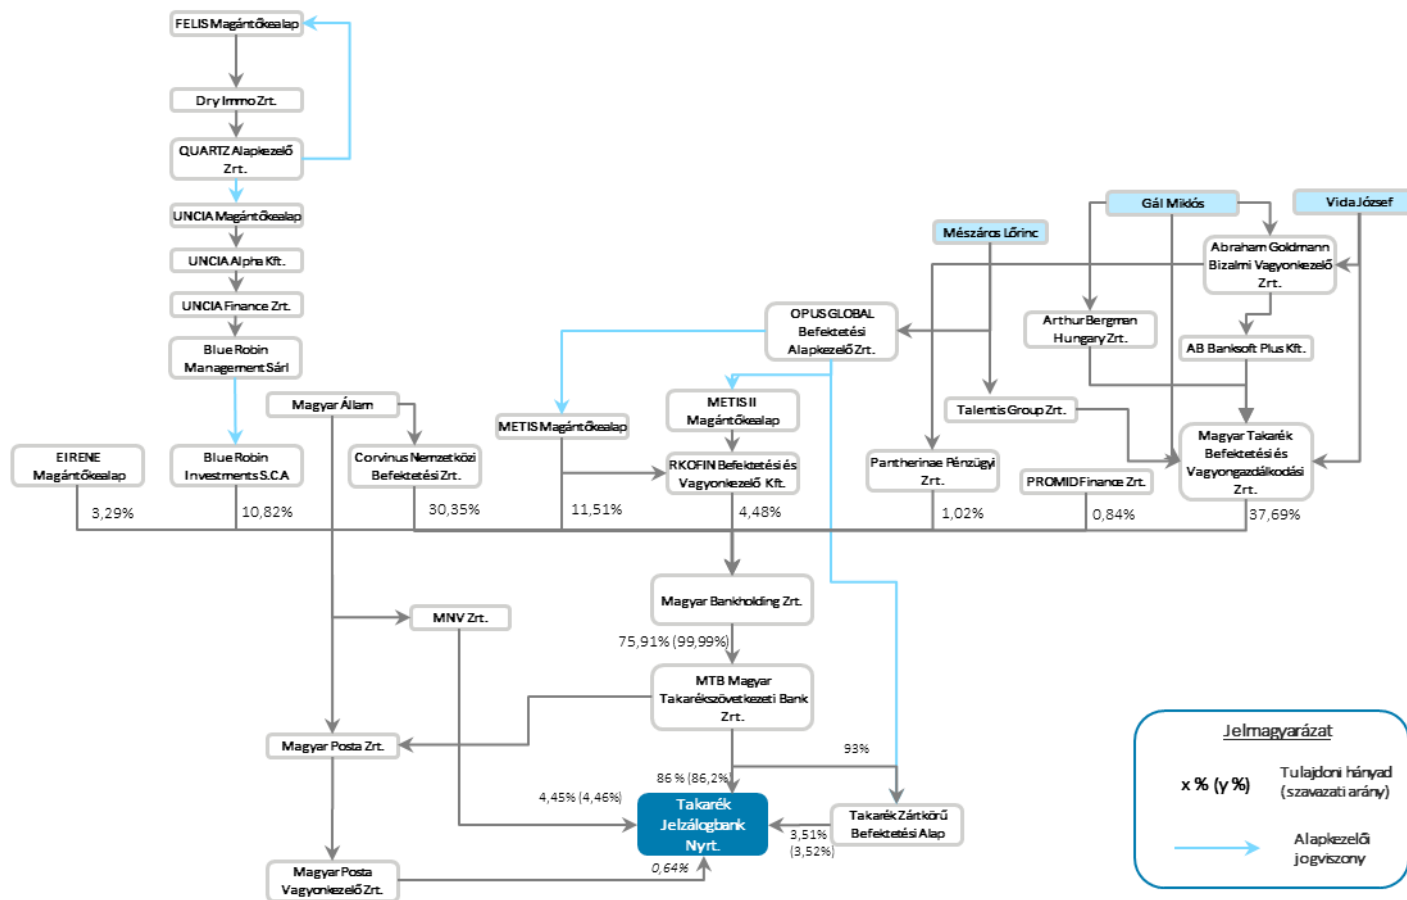 FELIS Magántőkealap
Dry Immo Zrt.
QUARTZ Alapkezelő
Zrt.
UNCIA Magántőkealap
UNCIA Alpha Kft.
UNCIA Finance Zrt.
Blue Robin
Management Sárl
Magyar Állam
EIRENE
Magántőkealap
Blue Robin
Investments S.C.A
Corvinus Nemzetközi
Befektetési Zrt.
METIS Magántőkealap
OPUS GLOBAL
Befektetési
Alapkezelő Zrt.
METIS II
Magántőkealap
RKOFIN Befektetési és
Vagyonkezelő Kft.
Mészáros Lőrinc
Gál Miklós
Vida József
Abraham Goldmann
Bizalmi Vagyonkezelő
Zrt.
Arthur Bergman
Hungary Zrt.
AB Banksoft Plus Kft.
Talentis Group Zrt.
Pantherinae Pénzügyi
Zrt.
PROMID Finance Zrt.
Magyar Takarék
Befektetési és
Vagyongazdálkodási
Zrt.
3,29%
10,82%
30,35%
11,51%
4,48%
1,02%
0,84%
37,69%
Magyar Bankholding Zrt.
MNV Zrt.
75,91% (99,99%)
MTB Magyar
Takarékszövetkezeti Bank
Zrt.
Magyar Posta Zrt.
93%
86 % (86,2%)
4,45% (4,46%)
Takarék
Jelzálogbank
Nyrt.
3,51%
(3,52%)
Takarék Zártkörű
Befektetési Alap
0,64%
Magyar Posta
Vagyonkezelő Zrt.
Jelmagyarázat
x % (y %)
Tulajdoni hányad
(szavazati arány)
Alapkezelői
jogviszony